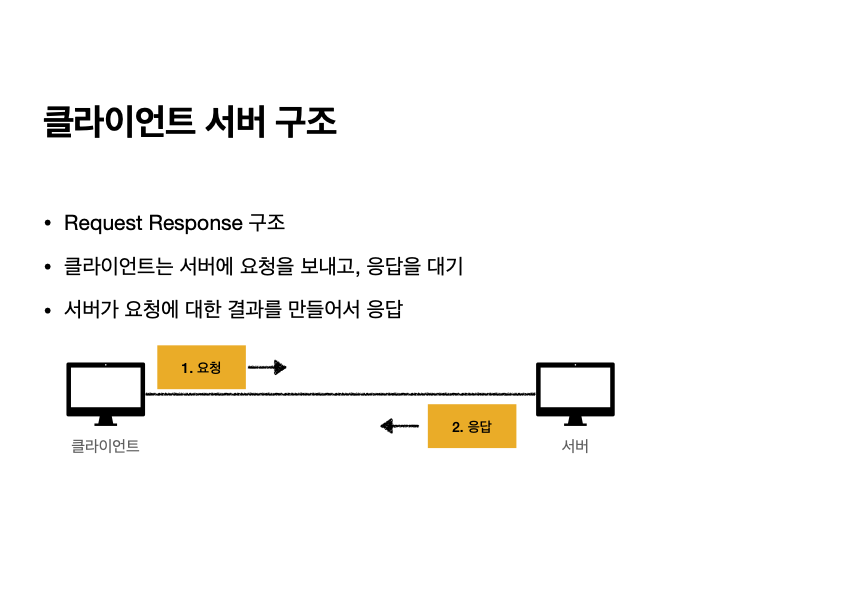 클라이언트 서버 구조
• Request Response 구조
• 클라이언트는 서버에 요청을 보내고, 응답을 대기
• 서버가 요청에 대한 결과를 만들어서 응답
1. 요청
2. 응답
클라이언트
서버